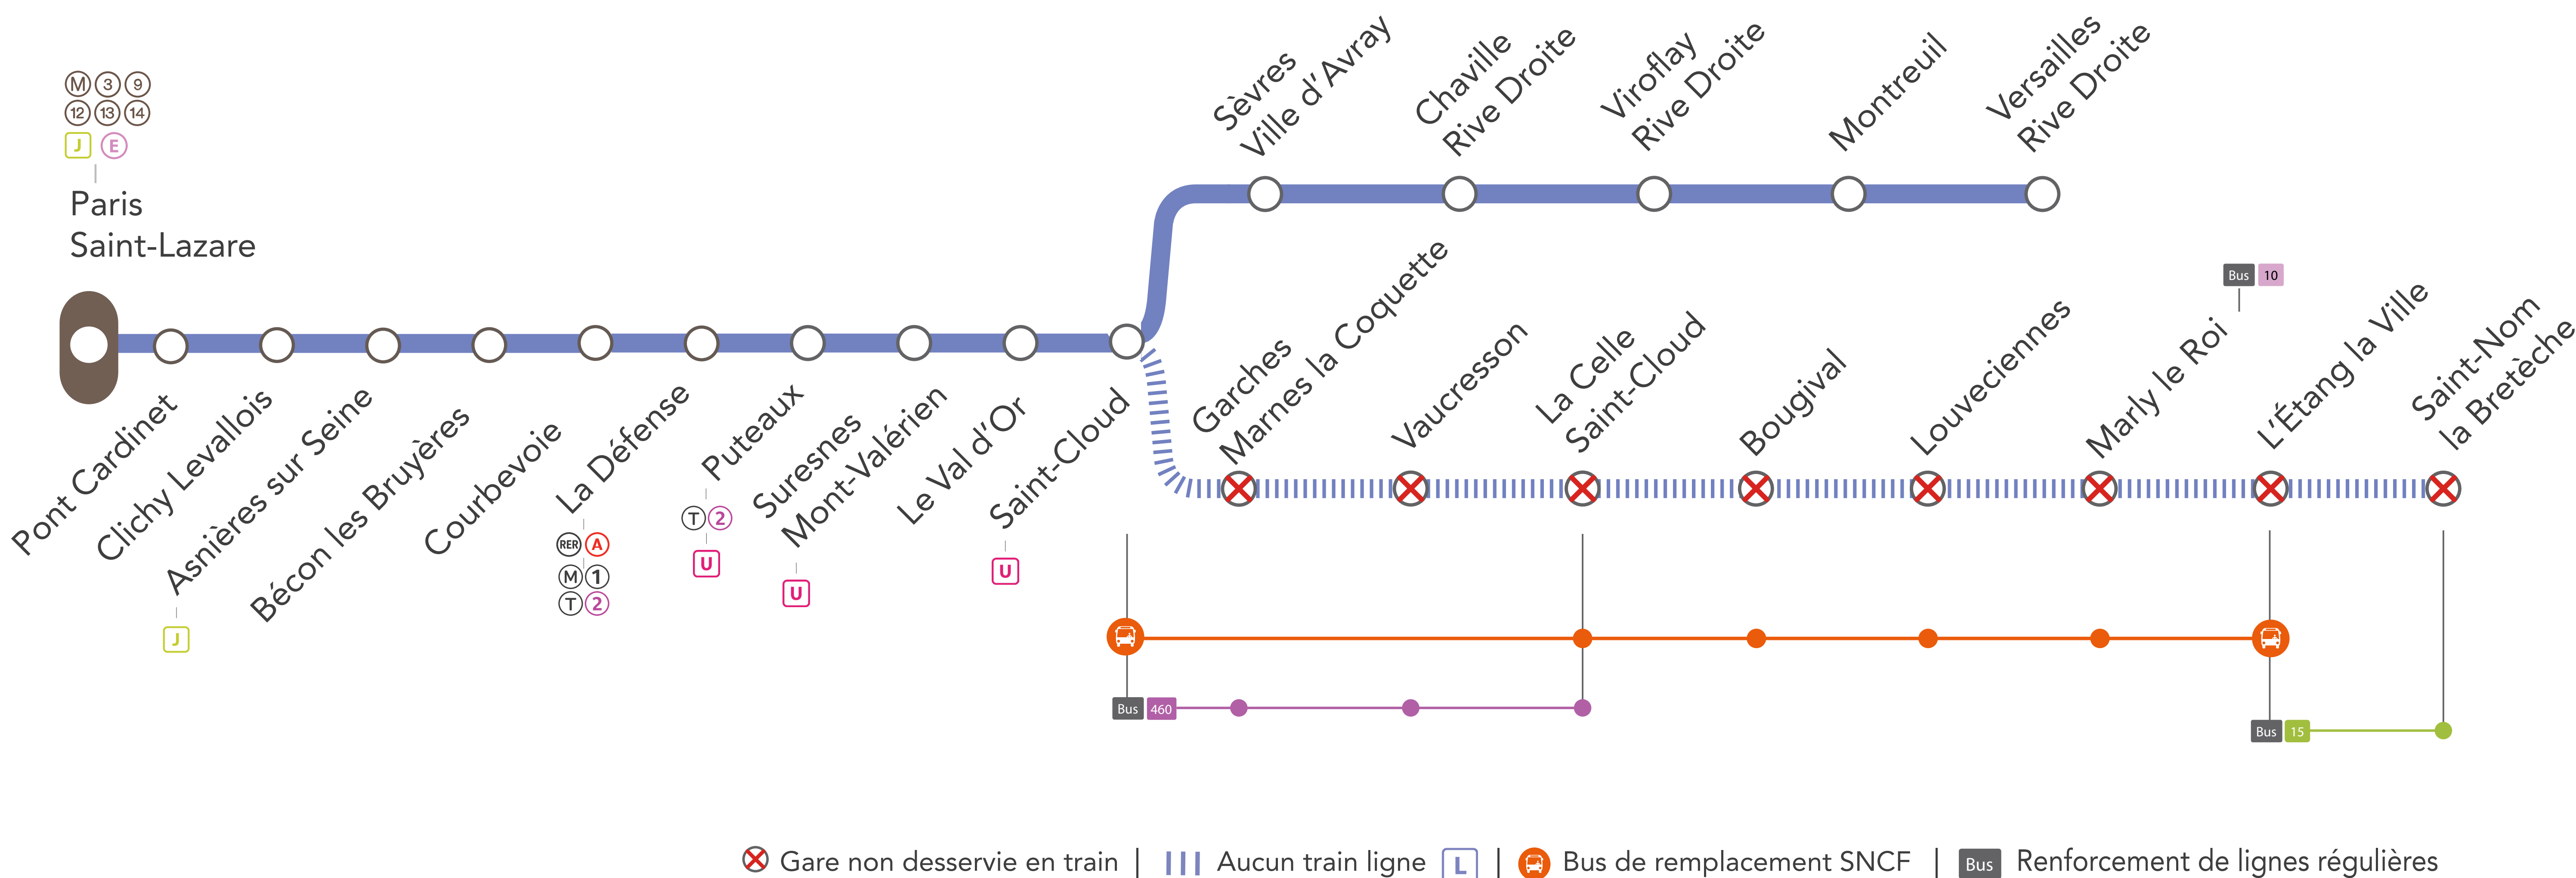 M 3 9
12 13 14
J E
Paris
Saint-Lazare
Pont Cardinet
Clichy Levallois
Asnières sur Seine
J
Bécon les Bruyères
Courbevoie
La Défense
RER A
M 1
T 2
Puteaux
T 2
U
Suresnes
Mont-Valérien
U
Le Val d'Or
Saint-Cloud
U
Sèvres
Ville d'Avray
Chaville
Rive Droite
Viroflay
Rive Droite
Montreuil
Versailles
Rive Droite
Garches
Marnes la Coquette
Vaucresson
La Celle
Saint-Cloud
Bougival
Louveciennes
Marly le Roi
Bus 10
L'Étang la Ville
Saint-Nom
la Bretèche
Bus 460
Bus 15
Gare non desservie en train
Aucun train ligne L
Bus de remplacement SNCF
Bus Renforcement de lignes régulières